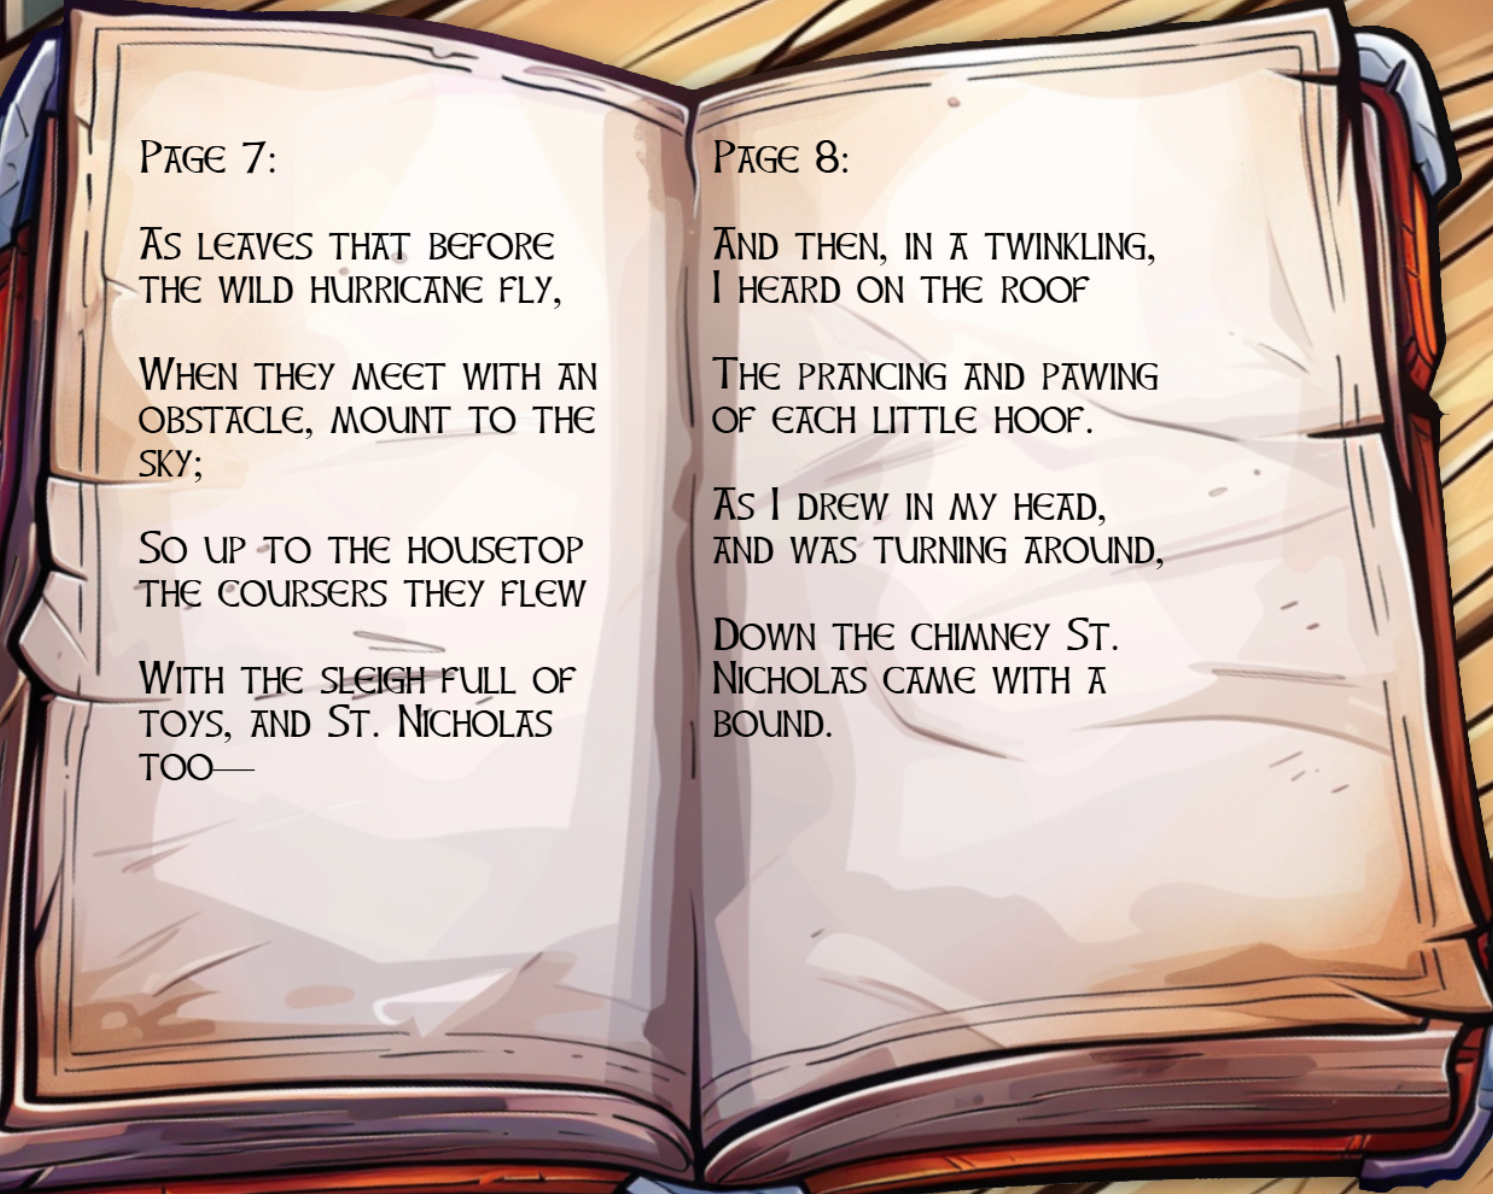 Page 7:
As leaves that before
the wild hurricane fly,
When they meet with an
obstacle, mount to the
sky;
So up to the housetop
the coursers they flew
With the sleigh full of
toys, and St. Nicholas
too—
Page 8:
And then, in a twinkling,
I heard on the roof
The prancing and pawing
of each little hoof.
As I drew in my head,
and was turning around,
Down the chimney St.
Nicholas came with a
bound.